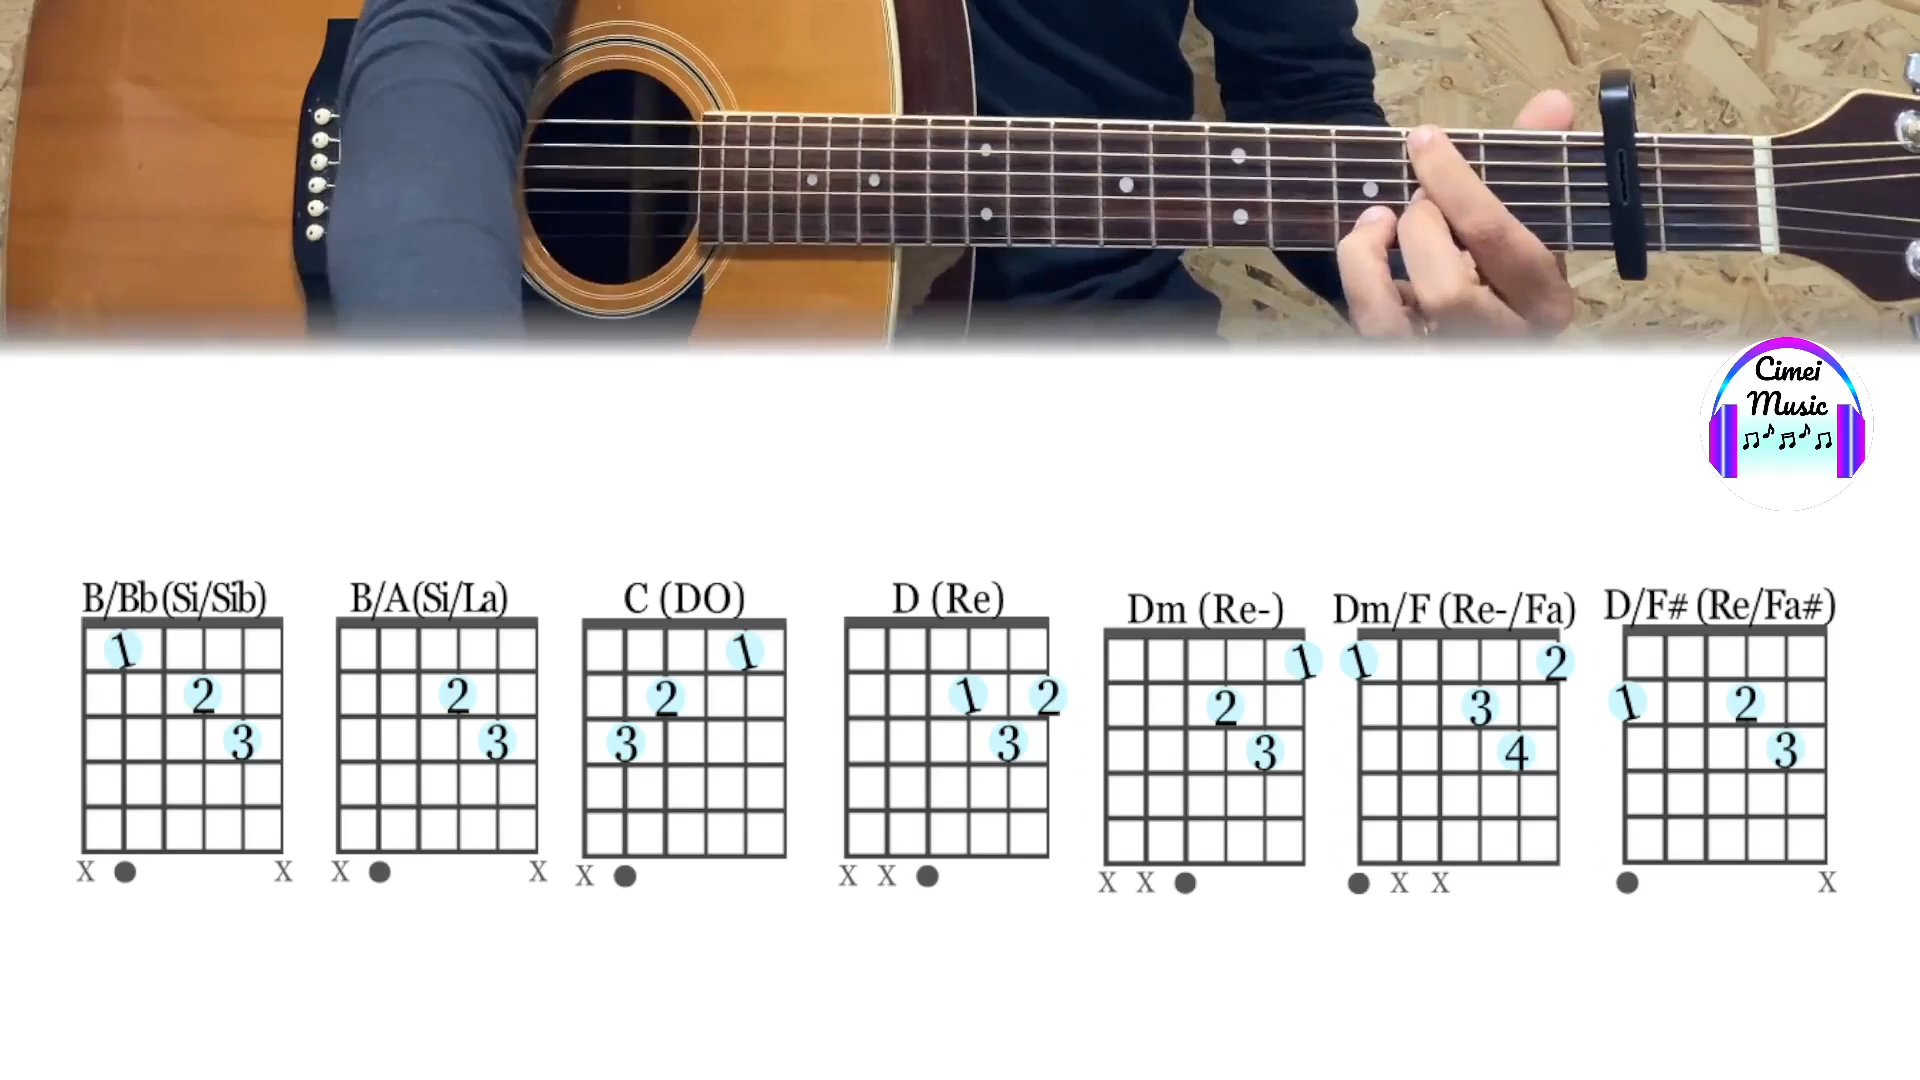 Cimei
Music
B/Bb(Si/Sib)
1
2
3
X
X
B/A(Si/La)
2
3
X
X
C (DO)
1
2
3
X
D (Re)
1
2
3
X X
Dm (Re-)
1
2
3
X X
Dm/F (Re-/Fa)
1
2
3
4
X X
D/F# (Re/Fa#)
1
2
3
X